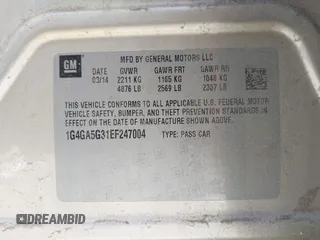 GM
MFD BY GENERAL MOTORS LLC
03/14 GVWR GAWR FRT GAWR RR
2211 KG 1165 KG 1046 KG
4876 LB 2569 LB 2307 LB
THIS VEHICLE CONFORMS TO ALL APPLICABLE U.S. FEDERAL MOTOR
VEHICLE SAFETY, BUMPER, AND THEFT PREVENTION STANDARDS
IN EFFECT ON THE DATE OF MANUFACTURE SHOWN ABOVE.
1G4GA5G31EF247004 TYPE: PASS CAR
DREAMBID